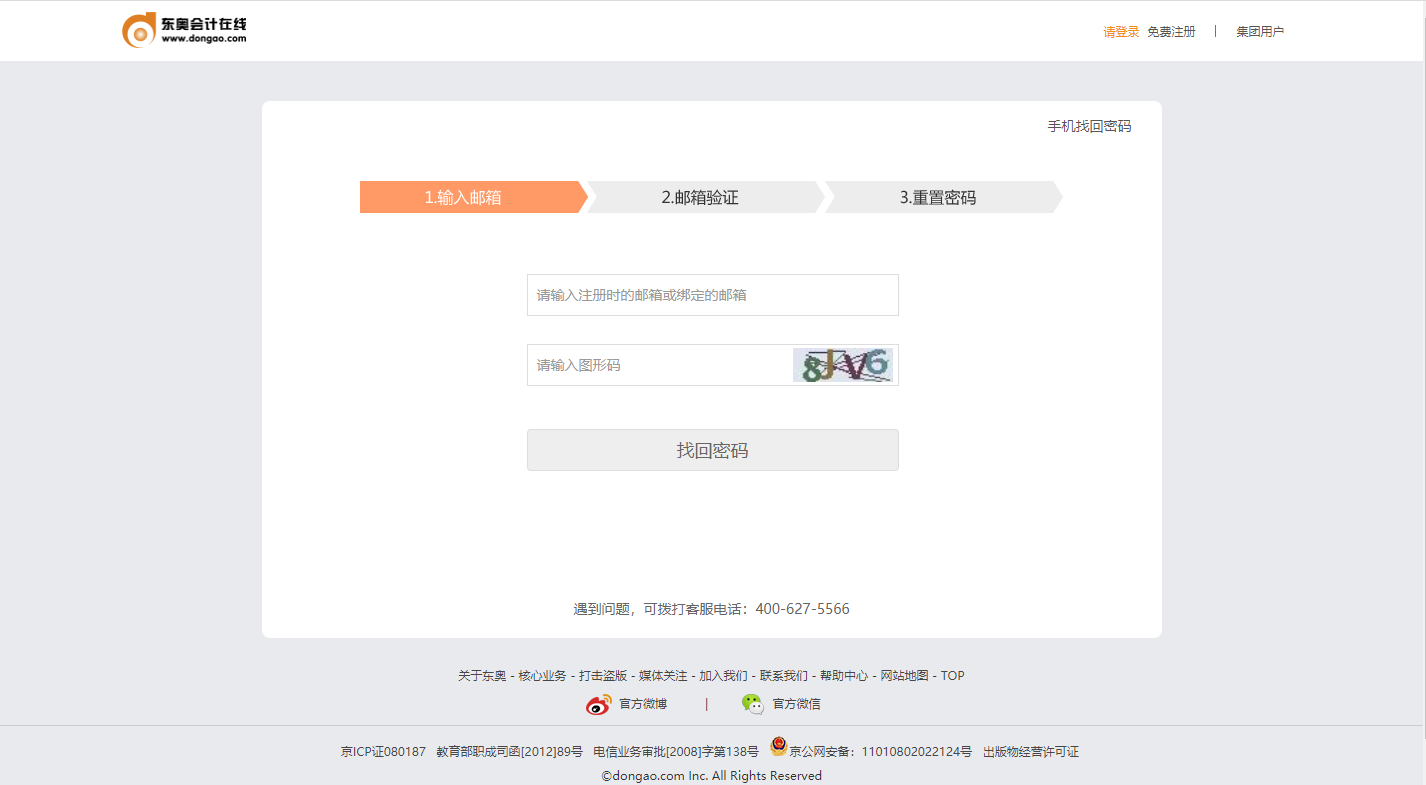 东奥会计在线
www.dongao.com
请登录 免费注册 | 集团用户
手机找回密码
1.输入邮箱 2.邮箱验证 3.重置密码
请输入注册时的邮箱或绑定的邮箱
请输入图形码
找回密码
遇到问题，可拨打客服电话：400-627-5566
关于东奥 - 核心业务 - 打击盗版 - 媒体关注 - 加入我们 - 联系我们 - 帮助中心 - 网站地图 - TOP
官方微博 | 官方微信
京ICP证080187 教育部职成司函[2012]89号 电信业务审批[2008]字第138号 京公网安备：11010802022124号 出版物经营许可证
©dongao.com Inc. All Rights Reserved